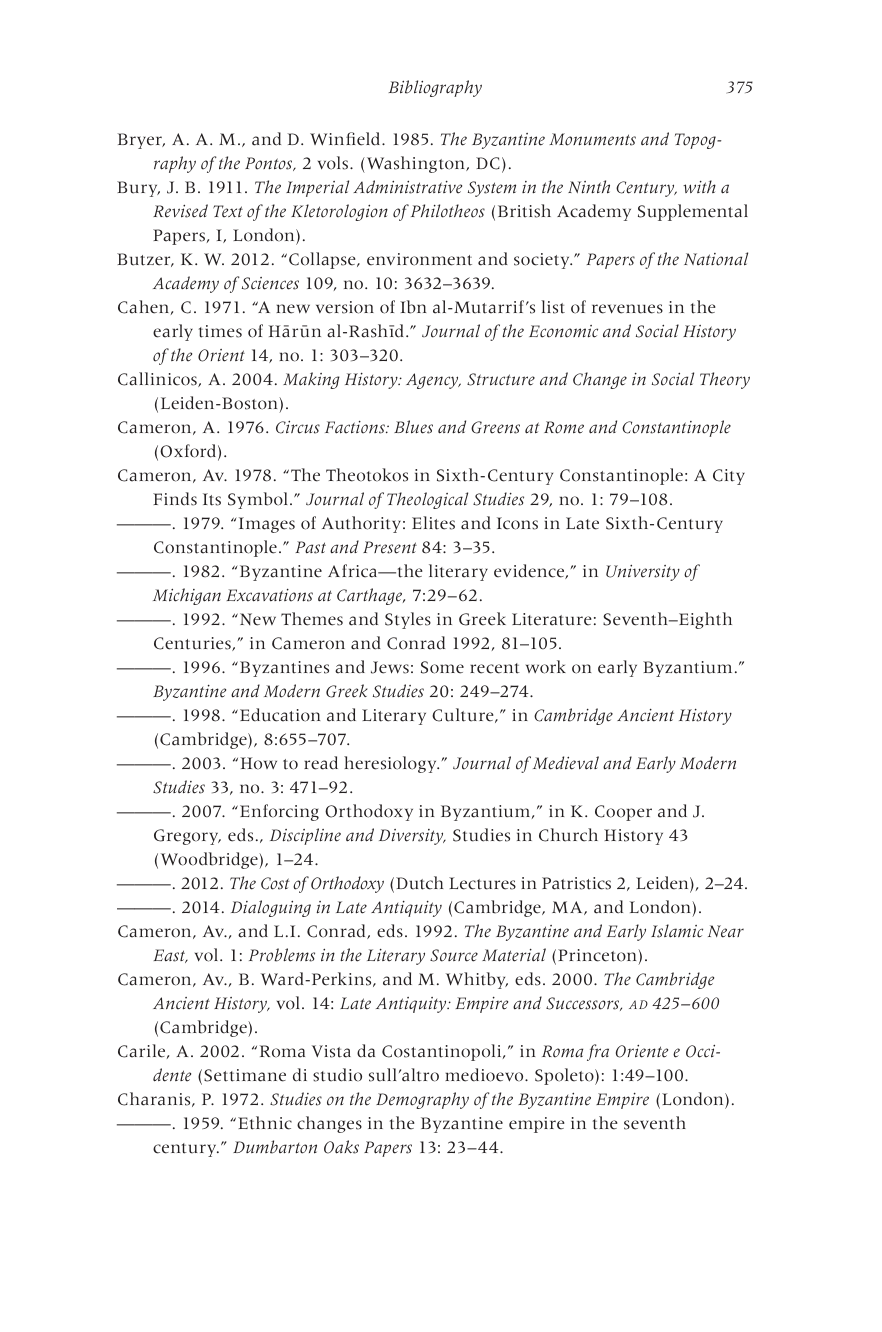 Bibliography 375
Bryer, A. A. M., and D. Winfield. 1985. The Byzantine Monuments and Topog-
raphy of the Pontos, 2 vols. (Washington, DC).
Bury, J. B. 1911. The Imperial Administrative System in the Ninth Century, with a
Revised Text of the Kletorologion of Philotheos (British Academy Supplemental
Papers, I, London).
Butzer, K. W. 2012. “Collapse, environment and society.” Papers of the National
Academy of Sciences 109, no. 10: 3632–3639.
Cahen, C. 1971. “A new version of Ibn al-Mutarrif’s list of revenues in the
early times of Hārūn al-Rashīd.” Journal of the Economic and Social History
of the Orient 14, no. 1: 303–320.
Callinicos, A. 2004. Making History: Agency, Structure and Change in Social Theory
(Leiden-Boston).
Cameron, A. 1976. Circus Factions: Blues and Greens at Rome and Constantinople
(Oxford).
Cameron, Av. 1978. “The Theotokos in Sixth-Century Constantinople: A City
Finds Its Symbol.” Journal of Theological Studies 29, no. 1: 79–108.
———. 1979. “Images of Authority: Elites and Icons in Late Sixth-Century
Constantinople.” Past and Present 84: 3–35.
———. 1982. “Byzantine Africa—the literary evidence,” in University of
Michigan Excavations at Carthage, 7:29–62.
———. 1992. “New Themes and Styles in Greek Literature: Seventh–Eighth
Centuries,” in Cameron and Conrad 1992, 81–105.
———. 1996. “Byzantines and Jews: Some recent work on early Byzantium.”
Byzantine and Modern Greek Studies 20: 249–274.
———. 1998. “Education and Literary Culture,” in Cambridge Ancient History
(Cambridge), 8:655–707.
———. 2003. “How to read heresiology.” Journal of Medieval and Early Modern
Studies 33, no. 3: 471–92.
———. 2007. “Enforcing Orthodoxy in Byzantium,” in K. Cooper and J.
Gregory, eds., Discipline and Diversity, Studies in Church History 43
(Woodbridge), 1–24.
———. 2012. The Cost of Orthodoxy (Dutch Lectures in Patristics 2, Leiden), 2–24.
———. 2014. Dialoguing in Late Antiquity (Cambridge, MA, and London).
Cameron, Av., and L.I. Conrad, eds. 1992. The Byzantine and Early Islamic Near
East, vol. 1: Problems in the Literary Source Material (Princeton).
Cameron, Av., B. Ward-Perkins, and M. Whitby, eds. 2000. The Cambridge
Ancient History, vol. 14: Late Antiquity: Empire and Successors, AD 425–600
(Cambridge).
Carile, A. 2002. “Roma Vista da Costantinopoli,” in Roma fra Oriente e Occi-
dente (Settimane di studio sull’altro medioevo. Spoleto): 1:49–100.
Charanis, P. 1972. Studies on the Demography of the Byzantine Empire (London).
———. 1959. “Ethnic changes in the Byzantine empire in the seventh
century.” Dumbarton Oaks Papers 13: 23–44.